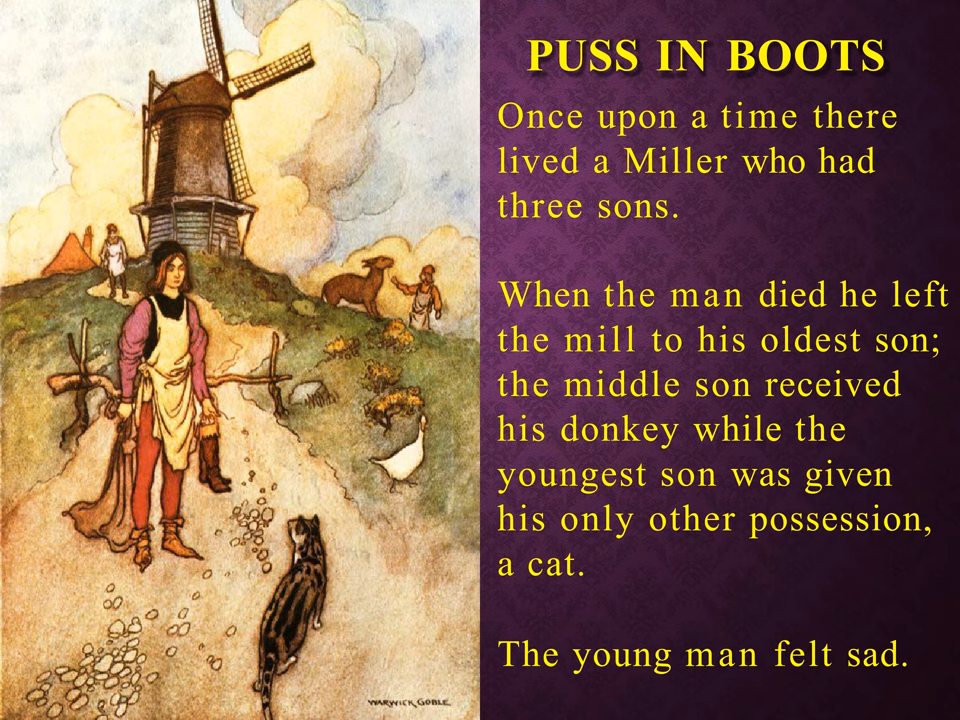 PUSS IN BOOTS
Once upon a time there
lived a Miller who had
three sons.
When the man died he left
the mill to his oldest son;
the middle son received
his donkey while the
youngest son was given
his only other possession,
a cat.
The young man felt sad.
WARWICK GOBLE